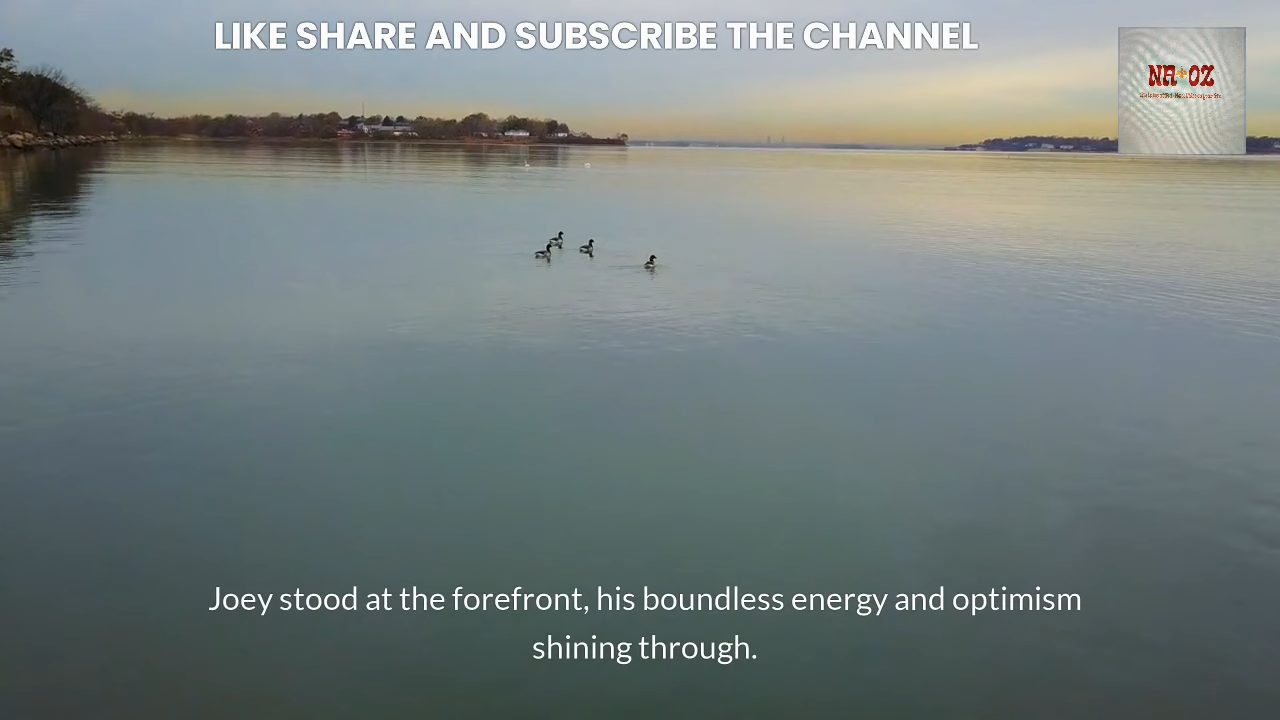 LIKE SHARE AND SUBSCRIBE THE CHANNEL
NA OZ
Joey stood at the forefront, his boundless energy and optimism
shining through.